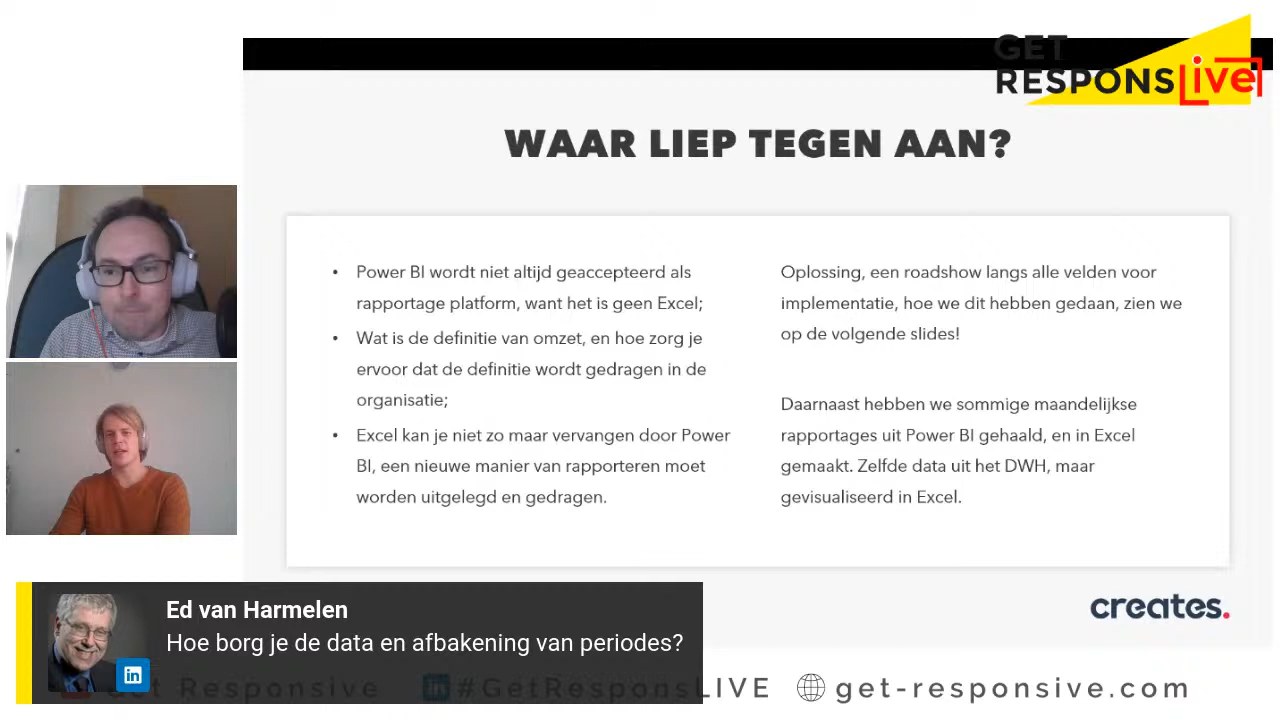 GET
RESPONSLive
WAAR LIEP TEGEN AAN?
• Power BI wordt niet altijd geaccepteerd als
rapportage platform, want het is geen Excel;
• Wat is de definitie van omzet, en hoe zorg je
ervoor dat de definitie wordt gedragen in de
organisatie;
• Excel kan je niet zo maar vervangen door Power
BI, een nieuwe manier van rapporteren moet
worden uitgelegd en gedragen.
Oplossing, een roadshow langs alle velden voor
implementatie, hoe we dit hebben gedaan, zien we
op de volgende slides!
Daarnaast hebben we sommige maandelijkse
rapportages uit Power BI gehaald, en in Excel
gemaakt. Zelfde data uit het DWH, maar
gevisualiseerd in Excel.
creates.
Ed van Harmelen
Hoe borg je de data en afbakening van periodes?
in
Get Responsive
in #GetResponsLIVE
get-responsive.com